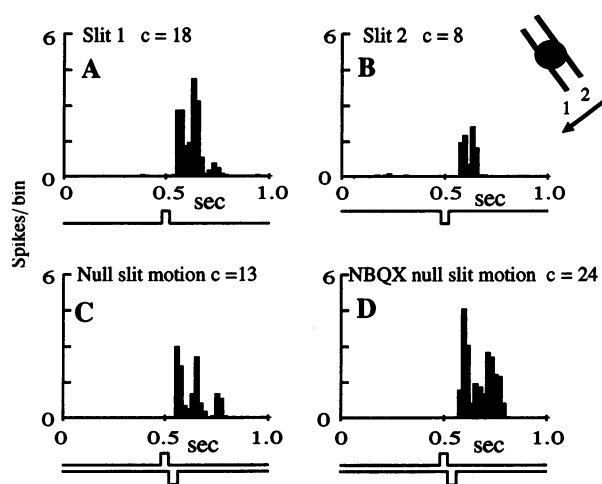 Slit 1 c = 18
Slit 2 c = 8
6
A
6
B
1 2
0
0 0.5 1.0
sec
0
0 0.5 1.0
sec
Spikes/bin
Null slit motion c =13
NBQX null slit motion c = 24
6
C
6
D
0
0 0.5 1.0
sec
0
0 0.5 1.0
sec